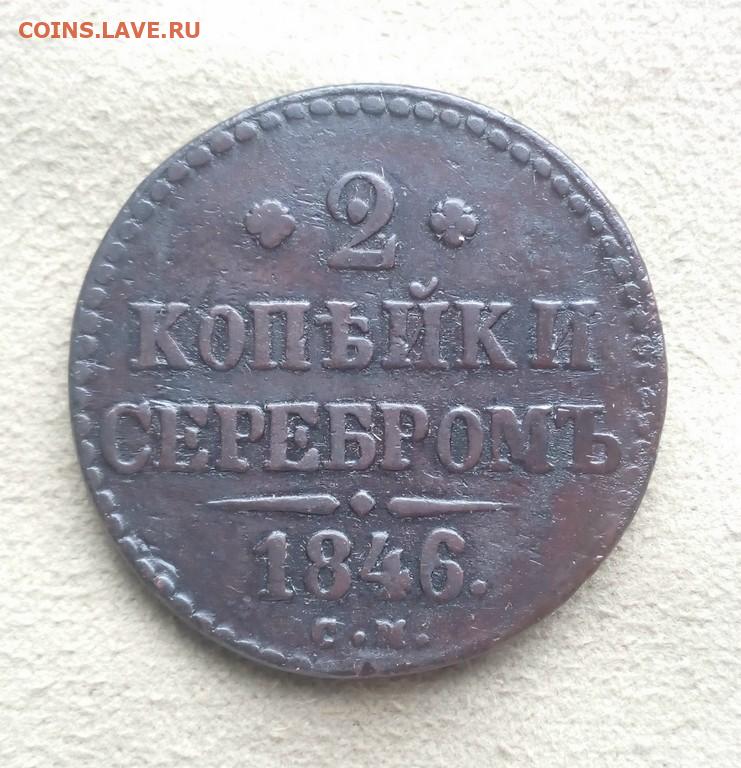 COINS.LAVE.RU
2
КОПѢЙКИ
СЕРЕБРОМЪ
1846.
С.М.